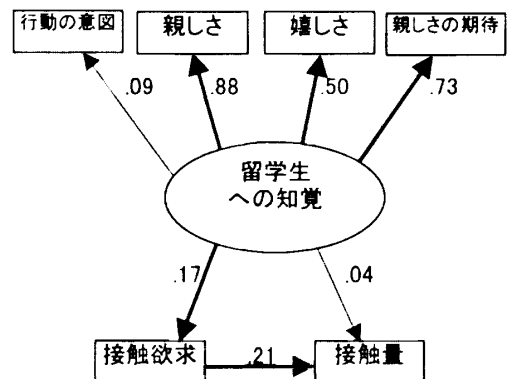 行動の意図
親しさ
嬉しさ
親しさの期待
.09
.88
.50
.73
留学生
への知覚
.17
.04
接触欲求
.21
接触量